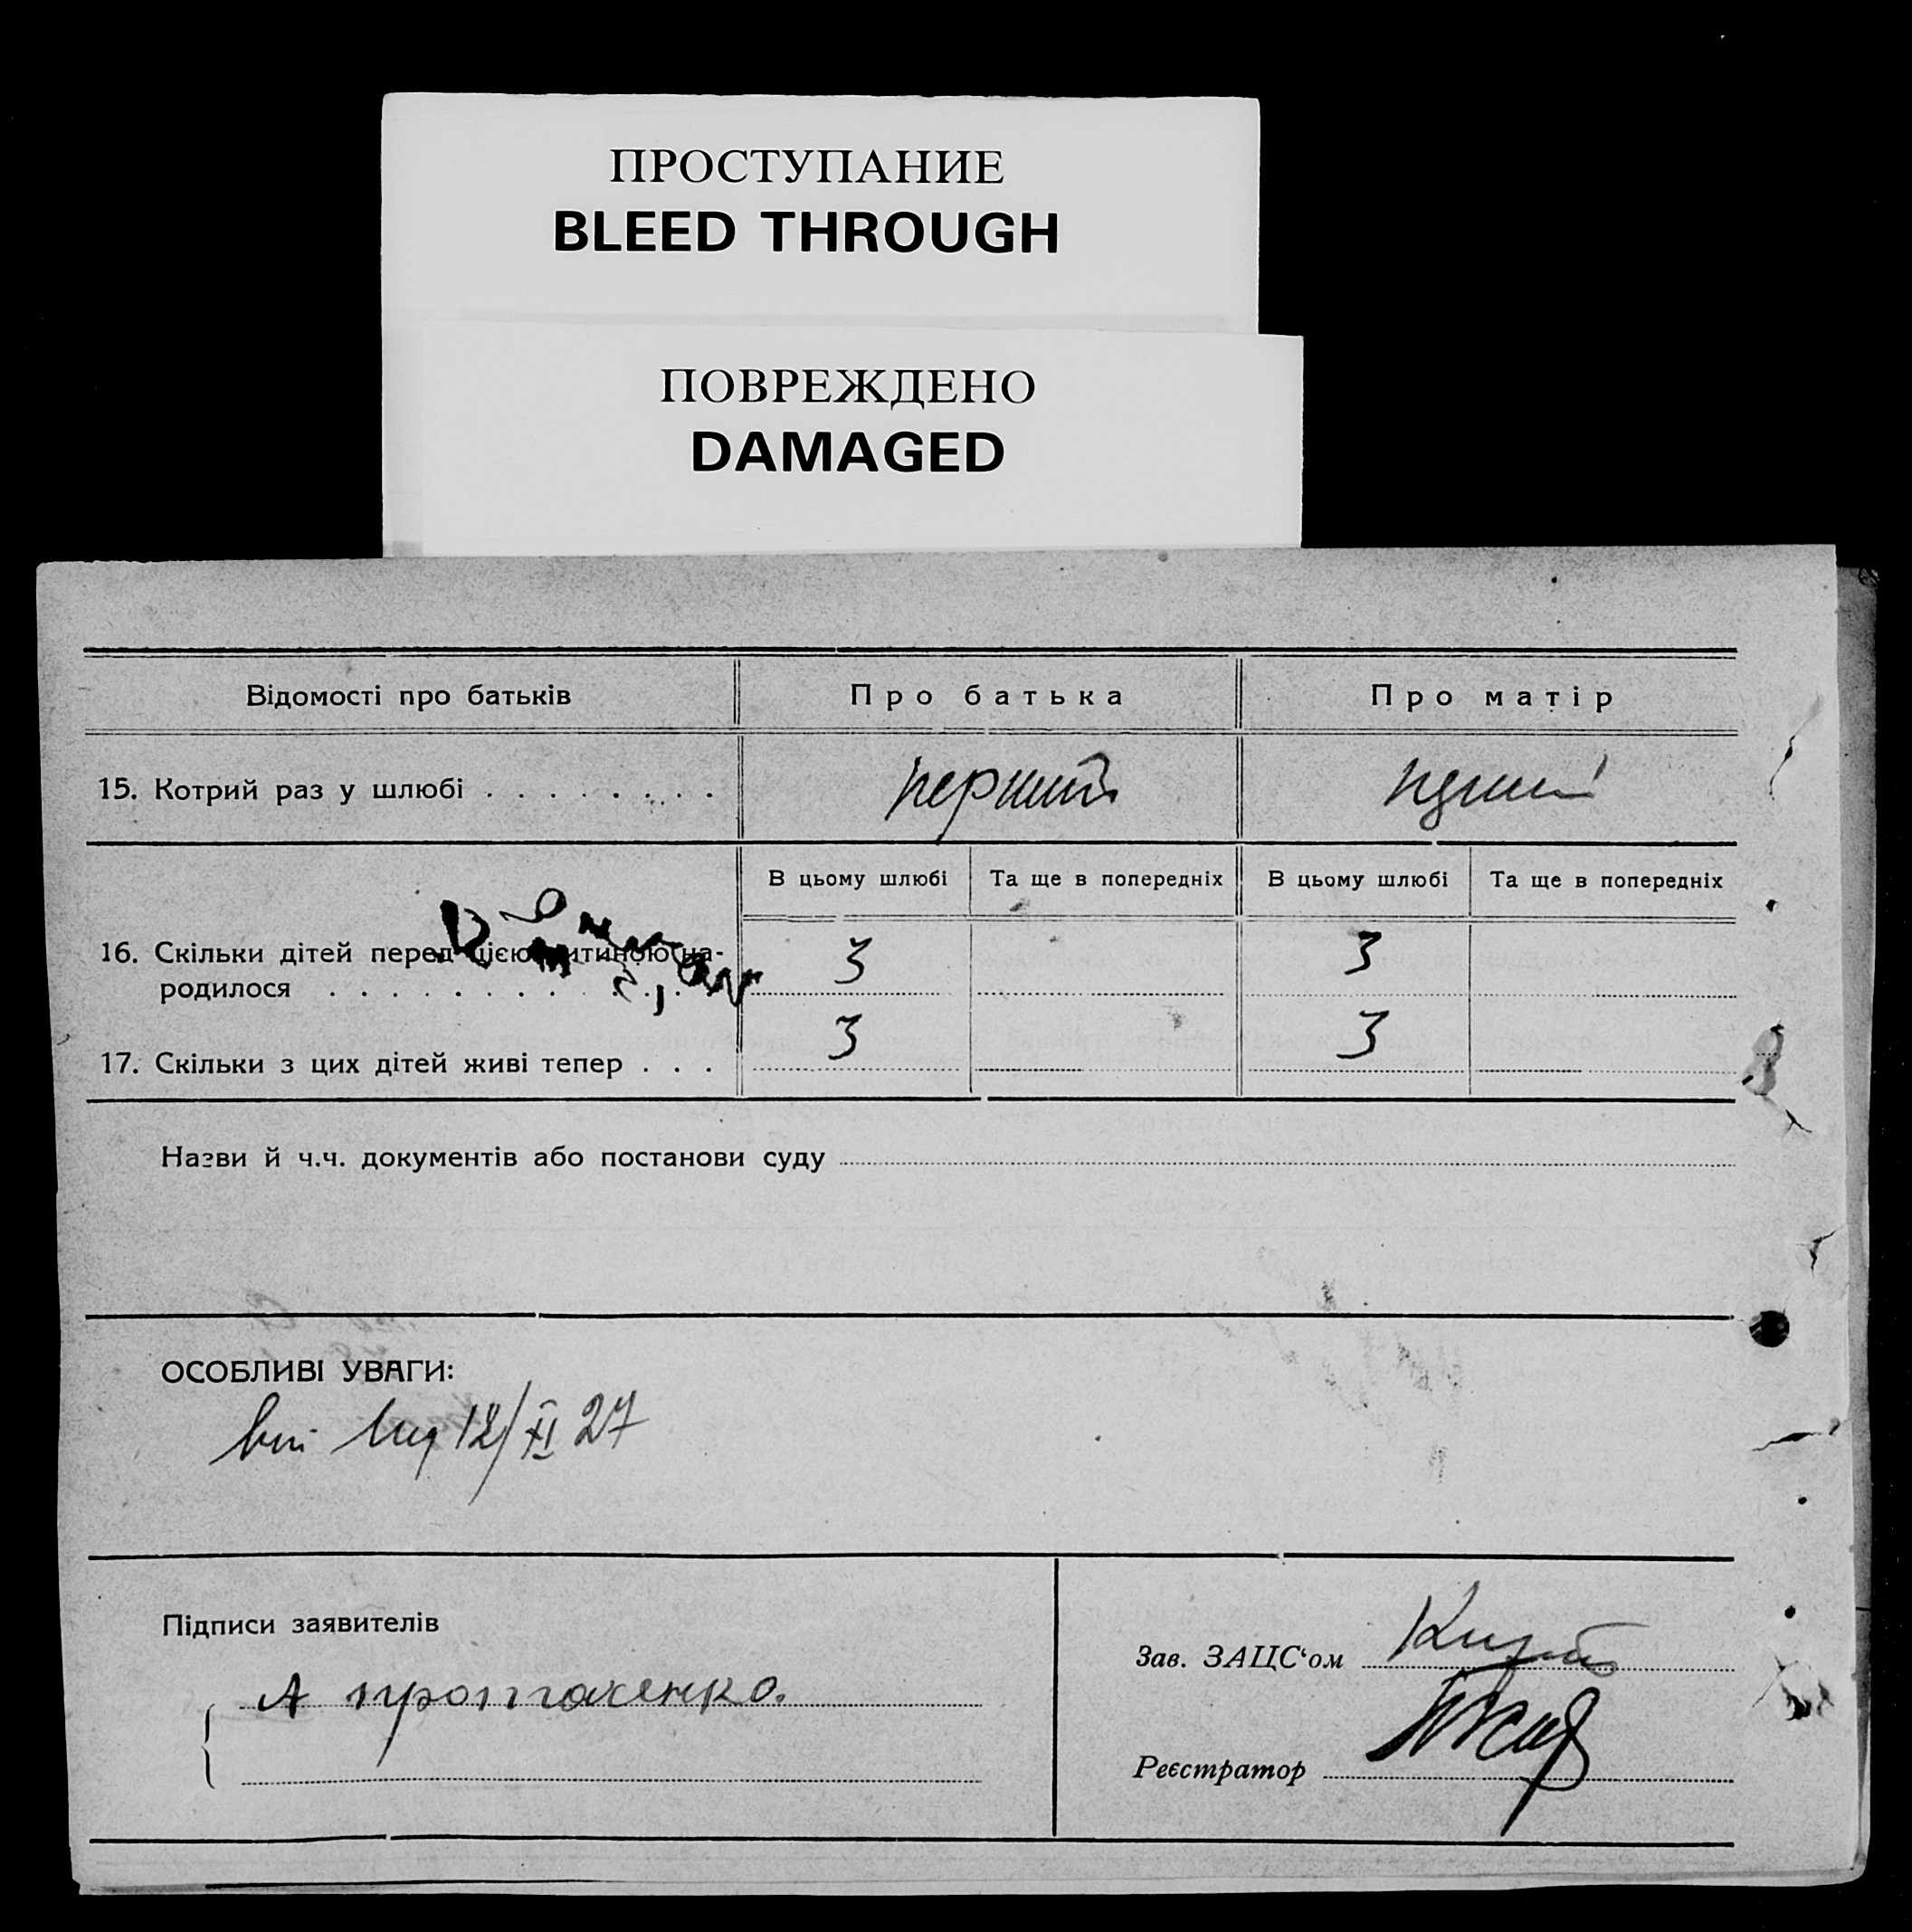 ПРОСТУПАНИЕ
BLEED THROUGH
ПОВРЕЖДЕНО
DAMAGED
Відомості про батьків Про батька Про матір
15. Котрий раз у шлюбі . . . . . . . . перший
В цьому шлюбі Та ще в попередніх В цьому шлюбі Та ще в попередніх
16. Скільки дітей перед цією дитиною на- 3 3
родилося . . . . . . . . . .
17. Скільки з цих дітей живі тепер . . . 3 3
Назви й ч.ч. документів або постанови суду
ОСОБЛИВІ УВАГИ:
12/XI 27
Підписи заявителів
Зав. ЗАЦС‘ом
А
Реєстратор